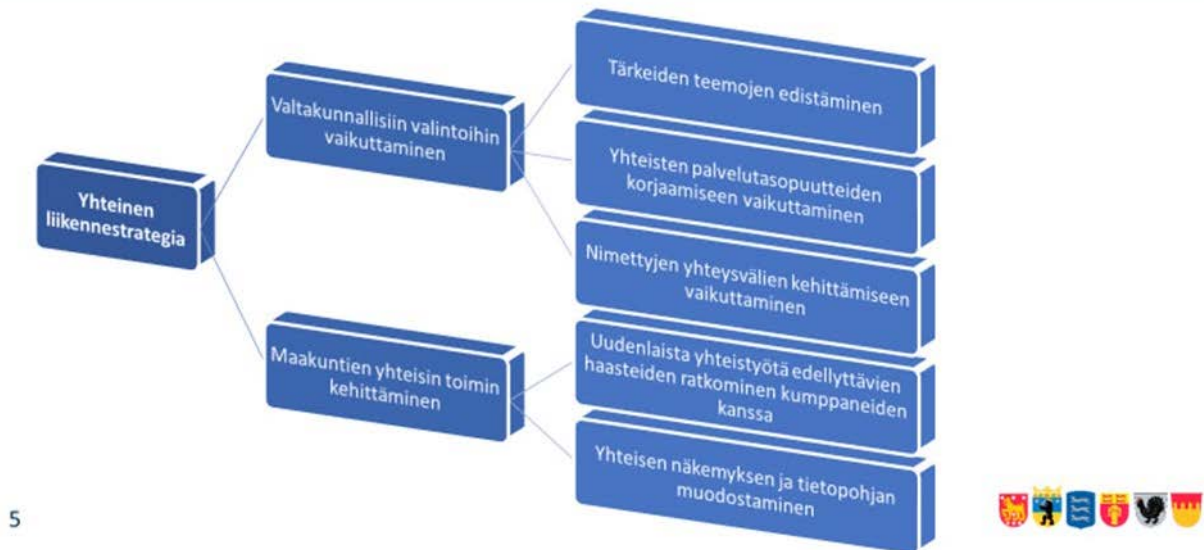 Yhteinen
liikennestrategia
Valtakunnallisiin valintoihin
vaikuttaminen
Tärkeiden teemojen edistäminen
Yhteisten palvelutasopuutteiden
korjaamiseen vaikuttaminen
Nimettyjen yhteysvälien kehittämiseen
vaikuttaminen
Maakuntien yhteisin toimin
kehittäminen
Uudenlaista yhteistyötä edellyttävien
haasteiden ratkominen kumppaneiden
kanssa
Yhteisen näkemyksen ja tietopohjan
muodostaminen
5